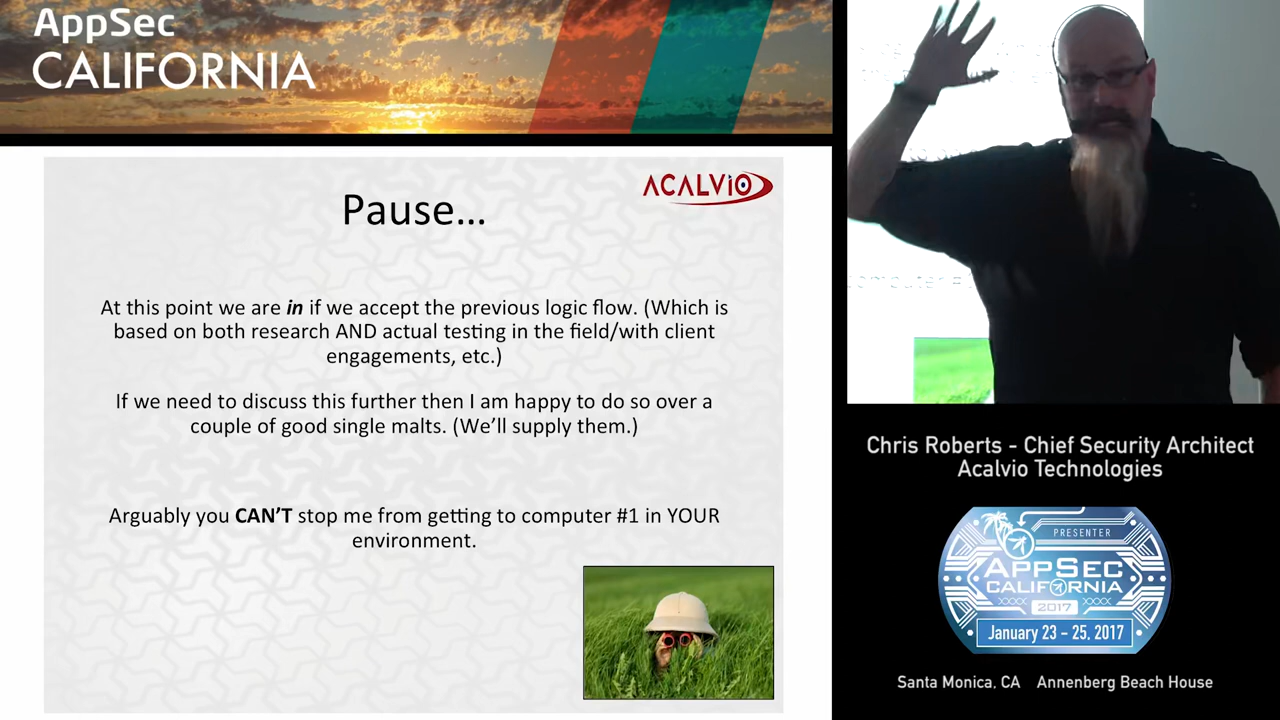 AppSec
CALIFORNIA
ACALVIO
Pause...
At this point we are in if we accept the previous logic flow. (Which is
based on both research AND actual testing in the field/with client
engagements, etc.)
If we need to discuss this further then I am happy to do so over a
couple of good single malts. (We'll supply them.)
Arguably you CAN'T stop me from getting to computer #1 in YOUR
environment.
Chris Roberts - Chief Security Architect
Acalvio Technologies
PRESENTER
APPSEC
CALIFORNIA
2017
January 23 - 25, 2017
Santa Monica, CA Annenberg Beach House